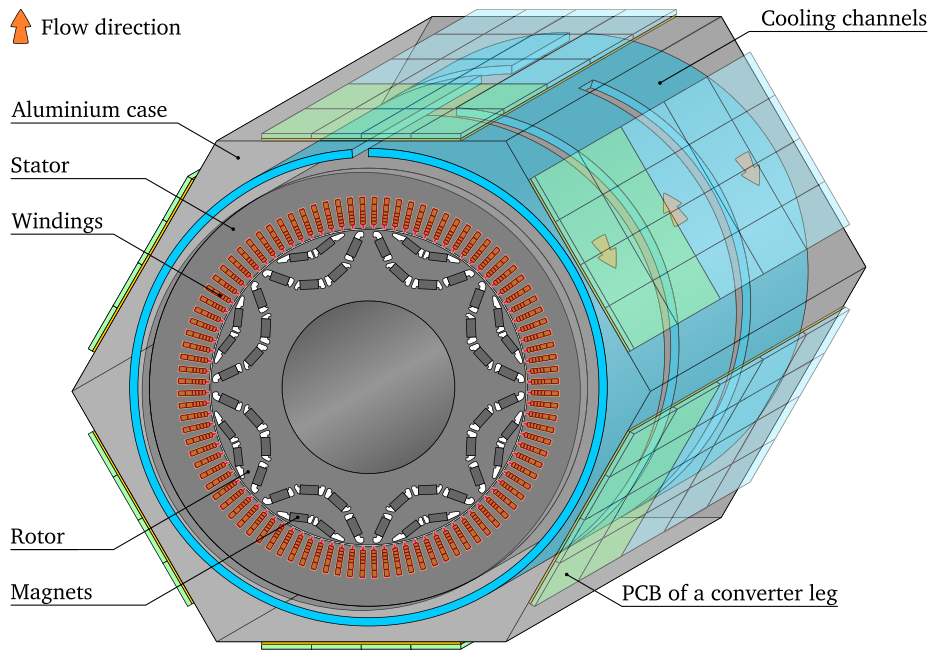 Flow direction
Cooling channels
Aluminium case
Stator
Windings
Rotor
Magnets
PCB of a converter leg